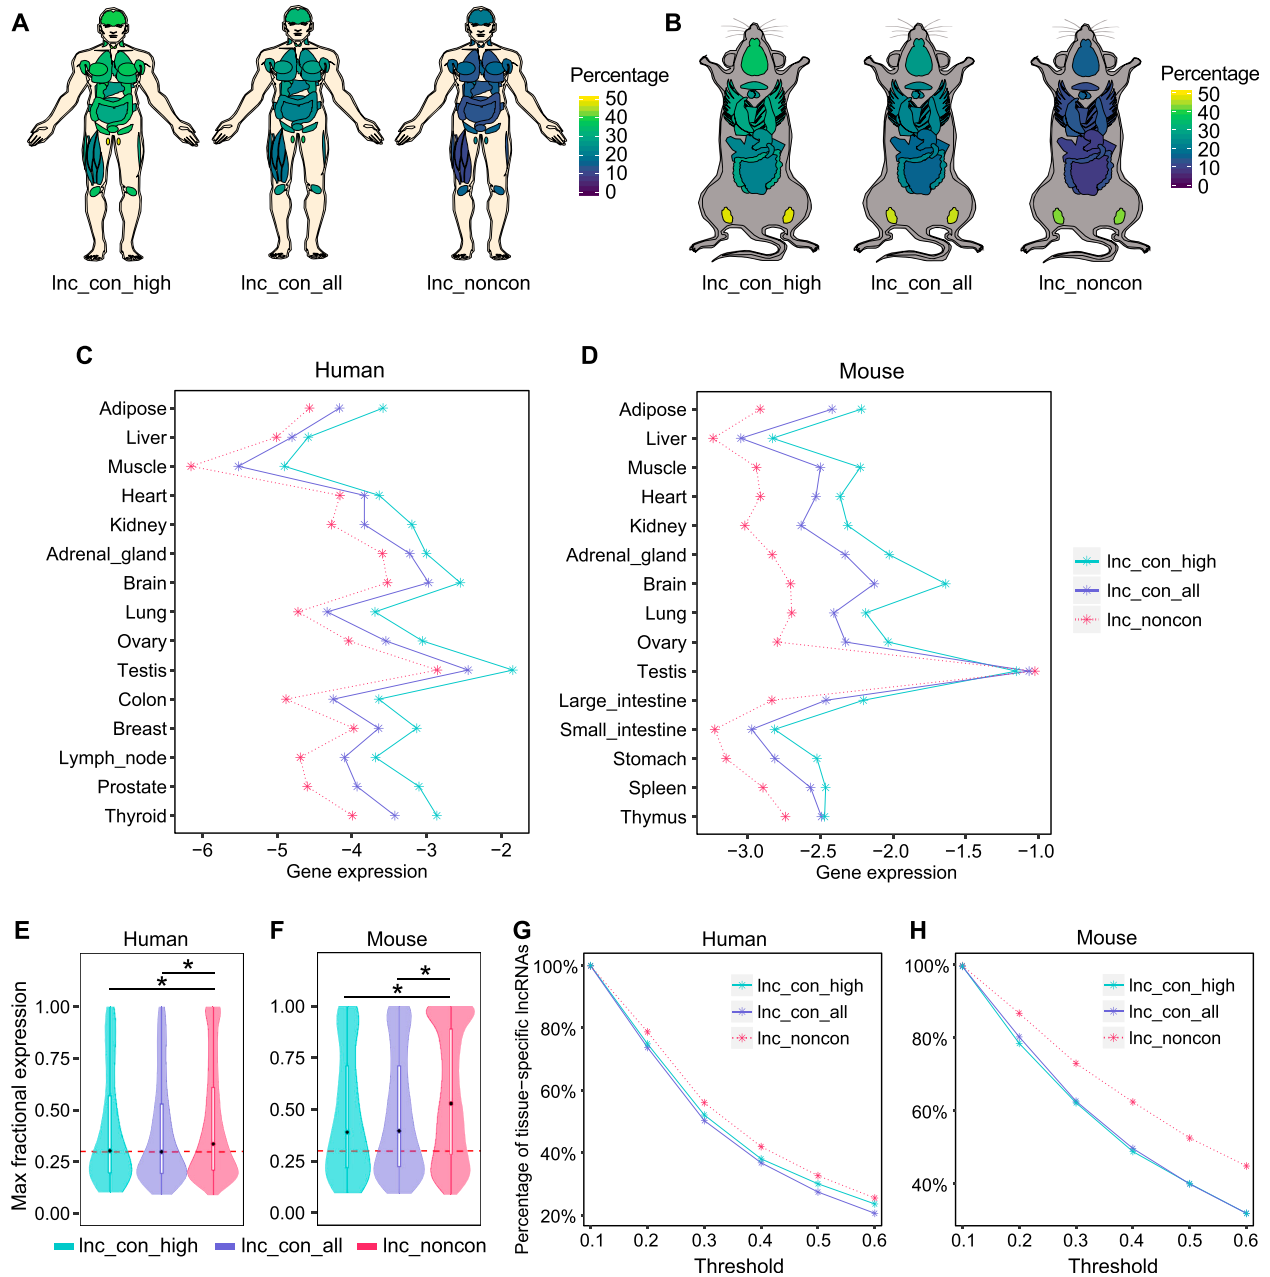 A
Percentage
50
40
30
20
10
0
lnc_con_high
lnc_con_all
lnc_noncon
B
Percentage
50
40
30
20
10
0
lnc_con_high
lnc_con_all
lnc_noncon
C
Human
Adipose
Liver
Muscle
Heart
Kidney
Adrenal_gland
Brain
Lung
Ovary
Testis
Colon
Breast
Lymph_node
Prostate
Thyroid
−6 −5 −4 −3 −2
Gene expression
D
Mouse
Adipose
Liver
Muscle
Heart
Kidney
Adrenal_gland
Brain
Lung
Ovary
Testis
Large_intestine
Small_intestine
Stomach
Spleen
Thymus
−3.0 −2.5 −2.0 −1.5 −1.0
Gene expression
lnc_con_high
lnc_con_all
lnc_noncon
E
Human
Max fractional expression
1.00
0.75
0.50
0.25
0.00
*
*
F
Mouse
1.00
0.75
0.50
0.25
0.00
*
*
lnc_con_high lnc_con_all lnc_noncon
G
Human
Percentage of tissue−specific lncRNAs
100%
80%
60%
40%
20%
lnc_con_high
lnc_con_all
lnc_noncon
0.1 0.2 0.3 0.4 0.5 0.6
Threshold
H
Mouse
100%
80%
60%
40%
lnc_con_high
lnc_con_all
lnc_noncon
0.1 0.2 0.3 0.4 0.5 0.6
Threshold